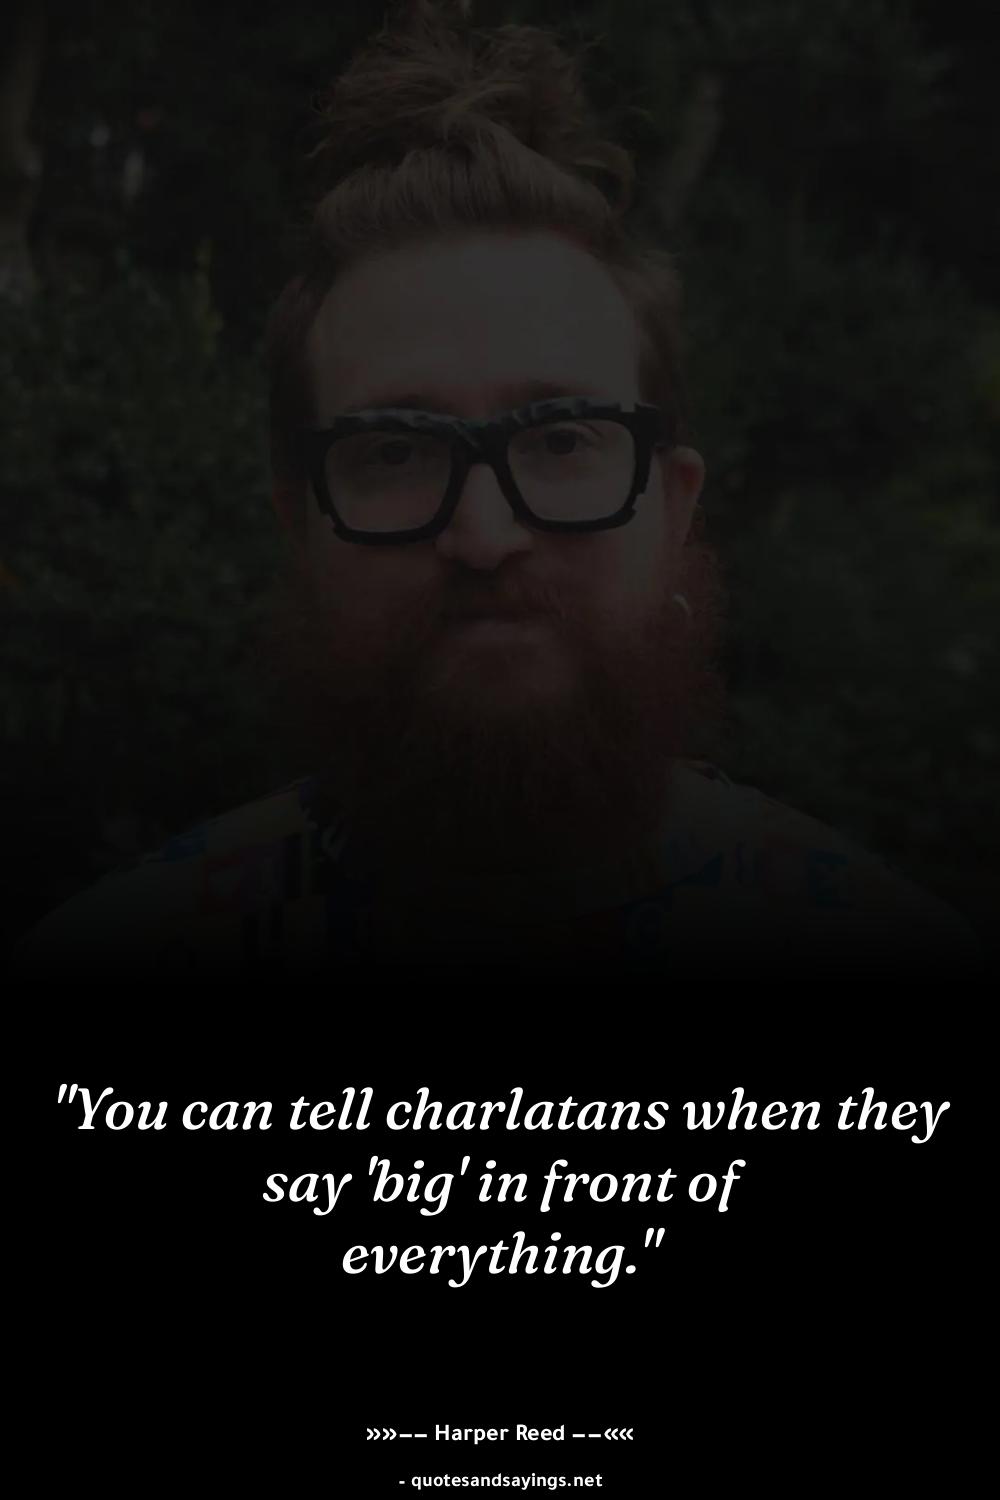 "You can tell charlatans when they
say 'big' in front of
everything."
»»–– Harper Reed ––««
- quotesandsayings.net